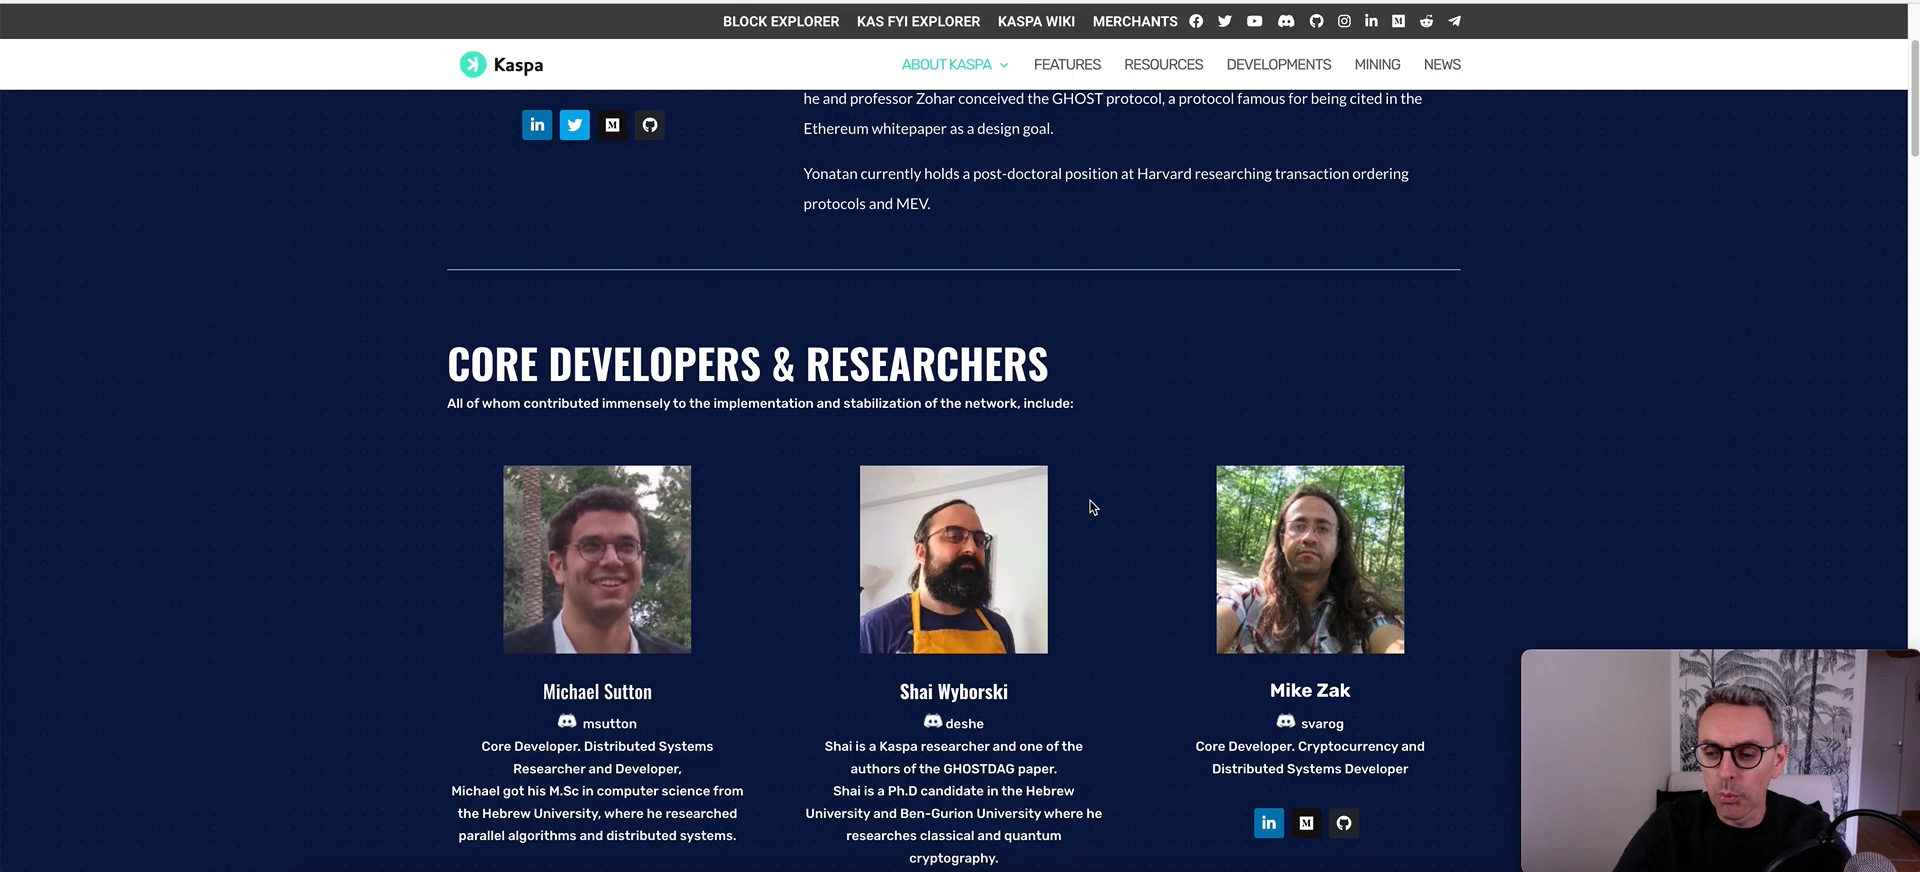 BLOCK EXPLORER KAS FYI EXPLORER KASPA WIKI MERCHANTS
Kaspa
ABOUT KASPA FEATURES RESOURCES DEVELOPMENTS MINING NEWS
he and professor Zohar conceived the GHOST protocol, a protocol famous for being cited in the
Ethereum whitepaper as a design goal.
Yonatan currently holds a post-doctoral position at Harvard researching transaction ordering
protocols and MEV.
CORE DEVELOPERS & RESEARCHERS
All of whom contributed immensely to the implementation and stabilization of the network, include:
Michael Sutton
msutton
Core Developer. Distributed Systems
Researcher and Developer,
Michael got his M.Sc in computer science from
the Hebrew University, where he researched
parallel algorithms and distributed systems.
Shai Wyborski
deshe
Shai is a Kaspa researcher and one of the
authors of the GHOSTDAG paper.
Shai is a Ph.D candidate in the Hebrew
University and Ben-Gurion University where he
researches classical and quantum
cryptography.
Mike Zak
svarog
Core Developer. Cryptocurrency and
Distributed Systems Developer